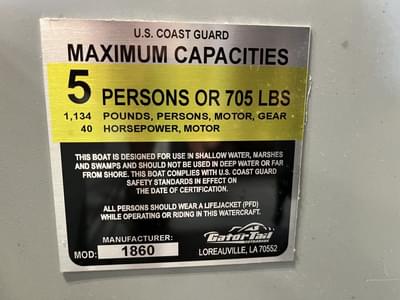 U.S. COAST GUARD
MAXIMUM CAPACITIES
5 PERSONS OR 705 LBS
1,134 POUNDS, PERSONS, MOTOR, GEAR
40 HORSEPOWER, MOTOR
THIS BOAT IS DESIGNED FOR USE IN SHALLOW WATER, MARSHES
AND SWAMPS AND SHOULD NOT BE USED IN DEEP WATER OR FAR
FROM SHORE. THIS BOAT COMPLIES WITH U.S. COAST GUARD
SAFETY STANDARDS IN EFFECT ON
THE DATE OF CERTIFICATION.
ALL PERSONS SHOULD WEAR A LIFEJACKET (PFD)
WHILE OPERATING OR RIDING IN THIS WATERCRAFT.
MANUFACTURER:
MOD: 1860
GatorTail
OUTBOARDS
LOREAUVILLE, LA 70552